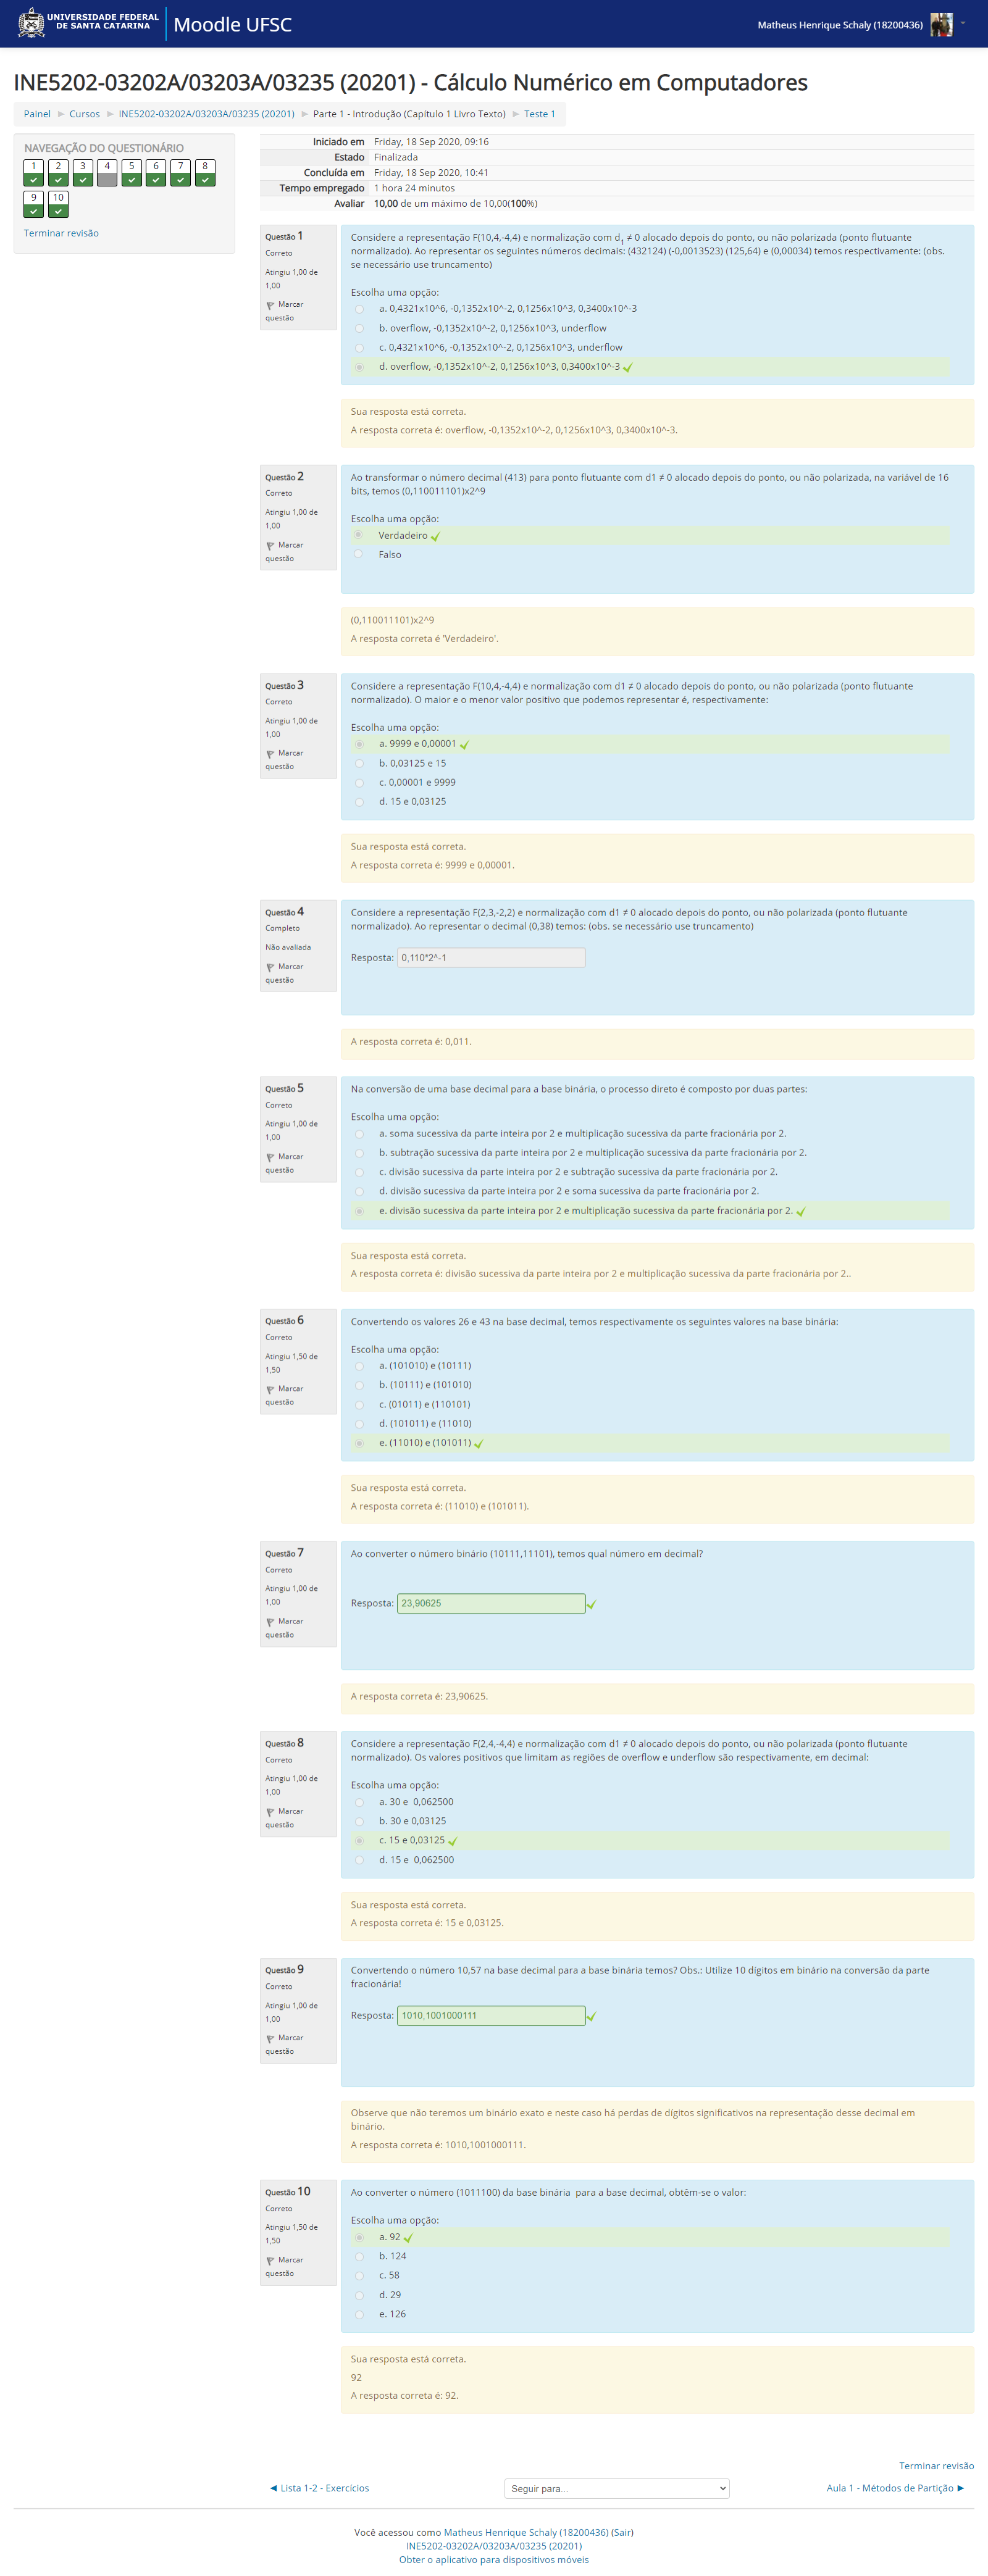 UNIVERSIDADE FEDERAL
DE SANTA CATARINA
Moodle UFSC
Matheus Henrique Schaly (18200436)
INE5202-03202A/03203A/03235 (20201) - Cálculo Numérico em Computadores
Painel ► Cursos ► INE5202-03202A/03203A/03235 (20201) ► Parte 1 - Introdução (Capítulo 1 Livro Texto) ► Teste 1
NAVEGAÇÃO DO QUESTIONÁRIO
1 2 3 4 5 6 7 8
9 10
Terminar revisão
Iniciado em Friday, 18 Sep 2020, 09:16
Estado Finalizada
Concluída em Friday, 18 Sep 2020, 10:41
Tempo empregado 1 hora 24 minutos
Avaliar 10,00 de um máximo de 10,00(100%)
Questão 1
Correto
Atingiu 1,00 de
1,00
Marcar
questão
Considere a representação F(10,4,-4,4) e normalização com d1 ≠ 0 alocado depois do ponto, ou não polarizada (ponto flutuante
normalizado). Ao representar os seguintes números decimais: (432124) (-0,0013523) (125,64) e (0,00034) temos respectivamente: (obs.
se necessário use truncamento)
Escolha uma opção:
a. 0,4321x10^6, -0,1352x10^-2, 0,1256x10^3, 0,3400x10^-3
b. overflow, -0,1352x10^-2, 0,1256x10^3, underflow
c. 0,4321x10^6, -0,1352x10^-2, 0,1256x10^3, underflow
d. overflow, -0,1352x10^-2, 0,1256x10^3, 0,3400x10^-3
Sua resposta está correta.
A resposta correta é: overflow, -0,1352x10^-2, 0,1256x10^3, 0,3400x10^-3.
Questão 2
Correto
Atingiu 1,00 de
1,00
Marcar
questão
Ao transformar o número decimal (413) para ponto flutuante com d1 ≠ 0 alocado depois do ponto, ou não polarizada, na variável de 16
bits, temos (0,110011101)x2^9
Escolha uma opção:
Verdadeiro
Falso
(0,110011101)x2^9
A resposta correta é 'Verdadeiro'.
Questão 3
Correto
Atingiu 1,00 de
1,00
Marcar
questão
Considere a representação F(10,4,-4,4) e normalização com d1 ≠ 0 alocado depois do ponto, ou não polarizada (ponto flutuante
normalizado). O maior e o menor valor positivo que podemos representar é, respectivamente:
Escolha uma opção:
a. 9999 e 0,00001
b. 0,03125 e 15
c. 0,00001 e 9999
d. 15 e 0,03125
Sua resposta está correta.
A resposta correta é: 9999 e 0,00001.
Questão 4
Completo
Não avaliada
Marcar
questão
Considere a representação F(2,3,-2,2) e normalização com d1 ≠ 0 alocado depois do ponto, ou não polarizada (ponto flutuante
normalizado). Ao representar o decimal (0,38) temos: (obs. se necessário use truncamento)
Resposta: 0,110*2^-1
A resposta correta é: 0,011.
Questão 5
Correto
Atingiu 1,00 de
1,00
Marcar
questão
Na conversão de uma base decimal para a base binária, o processo direto é composto por duas partes:
Escolha uma opção:
a. soma sucessiva da parte inteira por 2 e multiplicação sucessiva da parte fracionária por 2.
b. subtração sucessiva da parte inteira por 2 e multiplicação sucessiva da parte fracionária por 2.
c. divisão sucessiva da parte inteira por 2 e subtração sucessiva da parte fracionária por 2.
d. divisão sucessiva da parte inteira por 2 e soma sucessiva da parte fracionária por 2.
e. divisão sucessiva da parte inteira por 2 e multiplicação sucessiva da parte fracionária por 2.
Sua resposta está correta.
A resposta correta é: divisão sucessiva da parte inteira por 2 e multiplicação sucessiva da parte fracionária por 2..
Questão 6
Correto
Atingiu 1,50 de
1,50
Marcar
questão
Convertendo os valores 26 e 43 na base decimal, temos respectivamente os seguintes valores na base binária:
Escolha uma opção:
a. (101010) e (10111)
b. (10111) e (101010)
c. (01011) e (110101)
d. (101011) e (11010)
e. (11010) e (101011)
Sua resposta está correta.
A resposta correta é: (11010) e (101011).
Questão 7
Correto
Atingiu 1,00 de
1,00
Marcar
questão
Ao converter o número binário (10111,11101), temos qual número em decimal?
Resposta: 23,90625
A resposta correta é: 23,90625.
Questão 8
Correto
Atingiu 1,00 de
1,00
Marcar
questão
Considere a representação F(2,4,-4,4) e normalização com d1 ≠ 0 alocado depois do ponto, ou não polarizada (ponto flutuante
normalizado). Os valores positivos que limitam as regiões de overflow e underflow são respectivamente, em decimal:
Escolha uma opção:
a. 30 e 0,062500
b. 30 e 0,03125
c. 15 e 0,03125
d. 15 e 0,062500
Sua resposta está correta.
A resposta correta é: 15 e 0,03125.
Questão 9
Correto
Atingiu 1,00 de
1,00
Marcar
questão
Convertendo o número 10,57 na base decimal para a base binária temos? Obs.: Utilize 10 dígitos em binário na conversão da parte
fracionária!
Resposta: 1010,1001000111
Observe que não teremos um binário exato e neste caso há perdas de dígitos significativos na representação desse decimal em
binário.
A resposta correta é: 1010,1001000111.
Questão 10
Correto
Atingiu 1,50 de
1,50
Marcar
questão
Ao converter o número (1011100) da base binária para a base decimal, obtêm-se o valor:
Escolha uma opção:
a. 92
b. 124
c. 58
d. 29
e. 126
Sua resposta está correta.
92
A resposta correta é: 92.
Terminar revisão
◄ Lista 1-2 - Exercícios
Seguir para...
Aula 1 - Métodos de Partição ►
Você acessou como Matheus Henrique Schaly (18200436) (Sair)
INE5202-03202A/03203A/03235 (20201)
Obter o aplicativo para dispositivos móveis